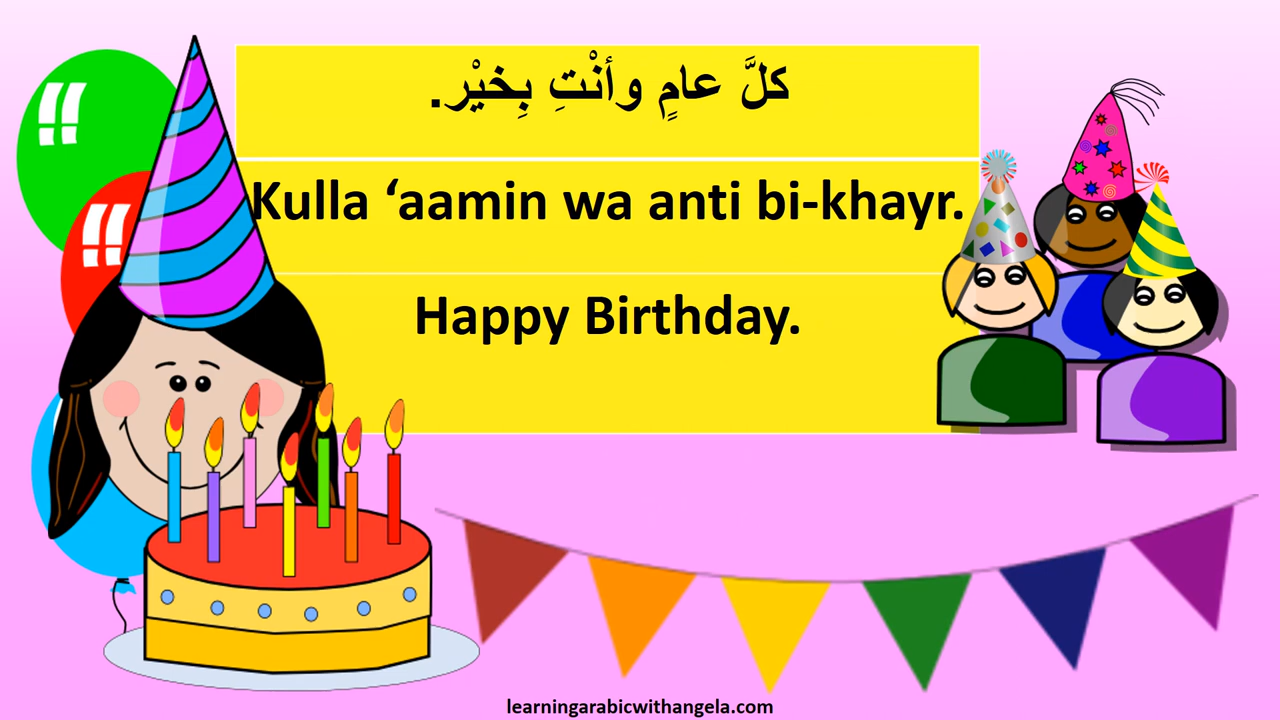 كلَّ عامٍ وأنْتِ بِخيْر.
Kulla ‘aamin wa anti bi-khayr.
Happy Birthday.
learningarabicwithangela.com